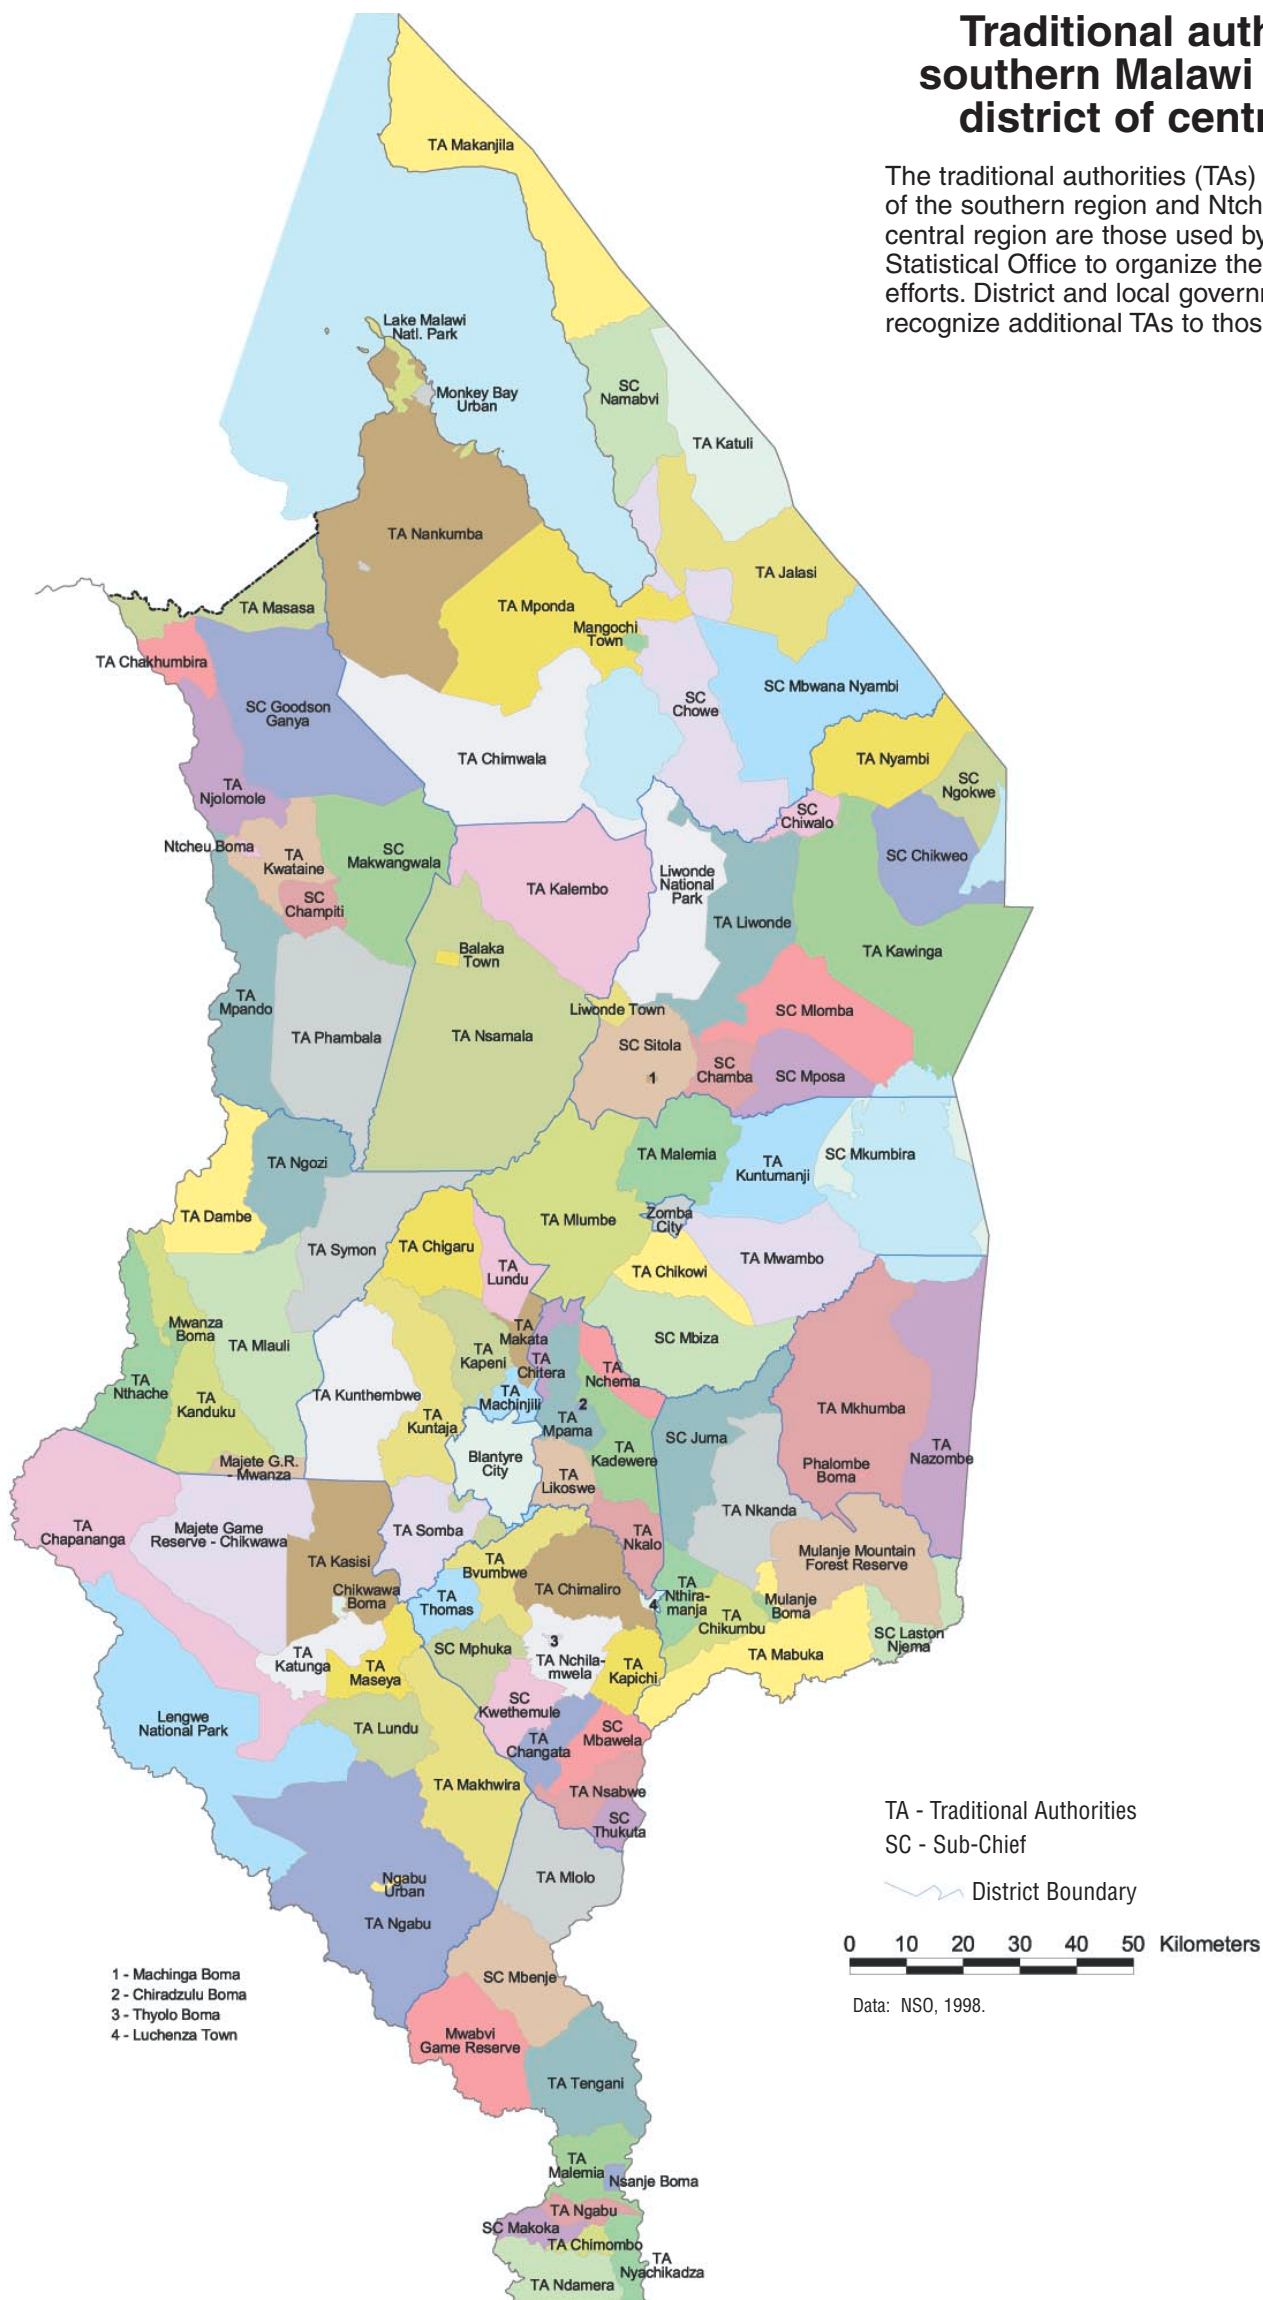 Traditional auth
southern Malawi
district of centr
The traditional authorities (TAs)
of the southern region and Ntch
central region are those used by
Statistical Office to organize the
efforts. District and local governm
recognize additional TAs to thos
TA Makanjila
Lake Malawi
Natl. Park
Monkey Bay
Urban
SC
Namabvi
TA Katuli
TA Nankumba
TA Jalasi
TA Masasa
TA Mponda
Mangochi
Town
TA Chakhumbira
SC Goodson
Ganya
SC
Chowe
SC Mbwana Nyambi
TA Chimwala
TA Nyambi
SC
Ngokwe
TA
Njolomole
SC
Chiwalo
Ntcheu Boma
TA
Kwataine
SC
Makwangwala
SC Chikweo
TA Kalembo
Liwonde
National
Park
SC
Champiti
TA Liwonde
TA Kawinga
Balaka
Town
TA
Mpando
Liwonde Town
SC Mlomba
TA Phambala
TA Nsamala
SC Sitola
1
SC
Chamba
SC Mposa
TA Malemia
SC Mkumbira
TA Ngozi
TA
Kuntumanji
TA Dambe
TA Mlumbe
Zomba
City
TA Symon
TA Chigaru
TA
Lundu
TA Chikowi
TA Mwambo
Mwanza
Boma
TA Mlauli
TA
Makata
SC Mbiza
TA
Kapeni
TA
Chitera
TA
Nchema
TA
Nthache
TA
Kanduku
TA Kunthembwe
TA
Machinjili
2
TA
Kuntaja
TA
Mpama
TA Mkhumba
SC Juma
TA
Kadewere
TA
Nazombe
Majete G.R.
- Mwanza
Blantyre
City
TA
Likoswe
Phalombe
Boma
TA Nkanda
TA
Chapananga
Majete Game
Reserve - Chikwawa
TA Somba
TA
Nkalo
Mulanje Mountain
Forest Reserve
TA Kasisi
TA
Bvumbwe
TA Chimaliro
Chikwawa
Boma
TA
Thomas
4
TA
Nthira-
manja
TA
Chikumbu
Mulanje
Boma
SC Laston
Njema
TA
Katunga
SC Mphuka
3
TA Nchila-
mwela
TA
Kapichi
TA Mabuka
TA
Maseya
SC
Kwethemule
Lengwe
National Park
TA Lundu
TA
Changata
SC
Mbawela
TA Makhwira
TA Nsabwe
SC
Thukuta
TA Mlolo
Ngabu
Urban
TA Ngabu
TA - Traditional Authorities
SC - Sub-Chief
District Boundary
0 10 20 30 40 50 Kilometers
Data: NSO, 1998.
1 - Machinga Boma
2 - Chiradzulu Boma
3 - Thyolo Boma
4 - Luchenza Town
SC Mbenje
Mwabvi
Game Reserve
TA Tengani
TA
Malemia
Nsanje Boma
TA Ngabu
SC Makoka
TA Chimombo
TA
Nyachikadza
TA Ndamera